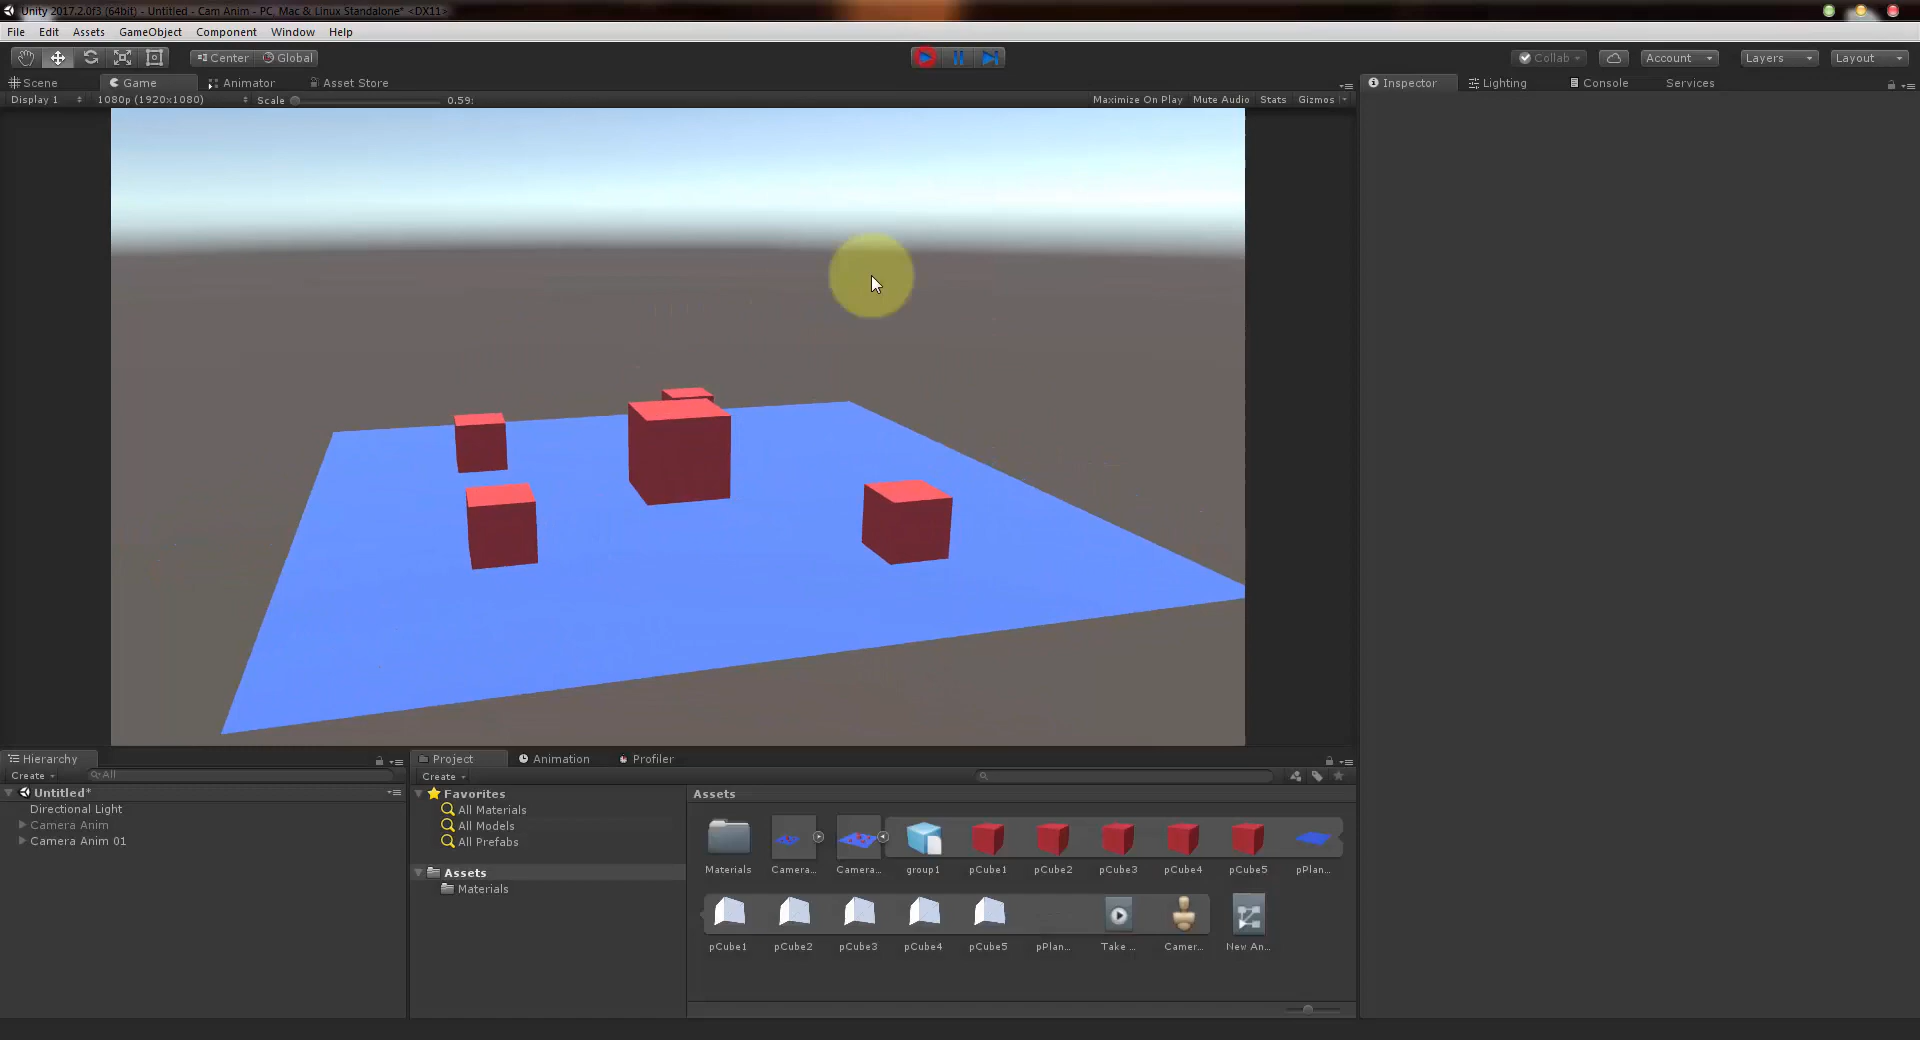 Unity 2017.2.0f3 (64bit) - Untitled - Cam Anim - PC, Mac & Linux Standalone* <DX11>
File Edit Assets GameObject Component Window Help
Center Global Collab Account Layers Layout
Scene Game Animator Asset Store Inspector Lighting Console Services
Display 1 1080p (1920x1080) Scale 0.59: Maximize On Play Mute Audio Stats Gizmos
Hierarchy Project Animation Profiler
Create All Create
Untitled* Favorites Assets
Directional Light All Materials
Camera Anim All Models
Camera Anim 01 All Prefabs
Materials Camera... Camera... group1 pCube1 pCube2 pCube3 pCube4 pCube5 pPlan...
Assets
Materials
pCube1 pCube2 pCube3 pCube4 pCube5 pPlan... Take ... Camer... New An...